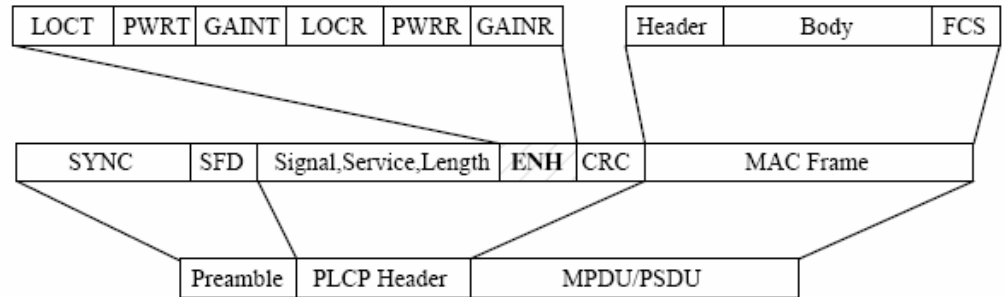 LOCT PWRT GAINT LOCR PWRR GAINR Header Body FCS
SYNC SFD Signal,Service,Length ENH CRC MAC Frame
Preamble PLCP Header MPDU/PSDU